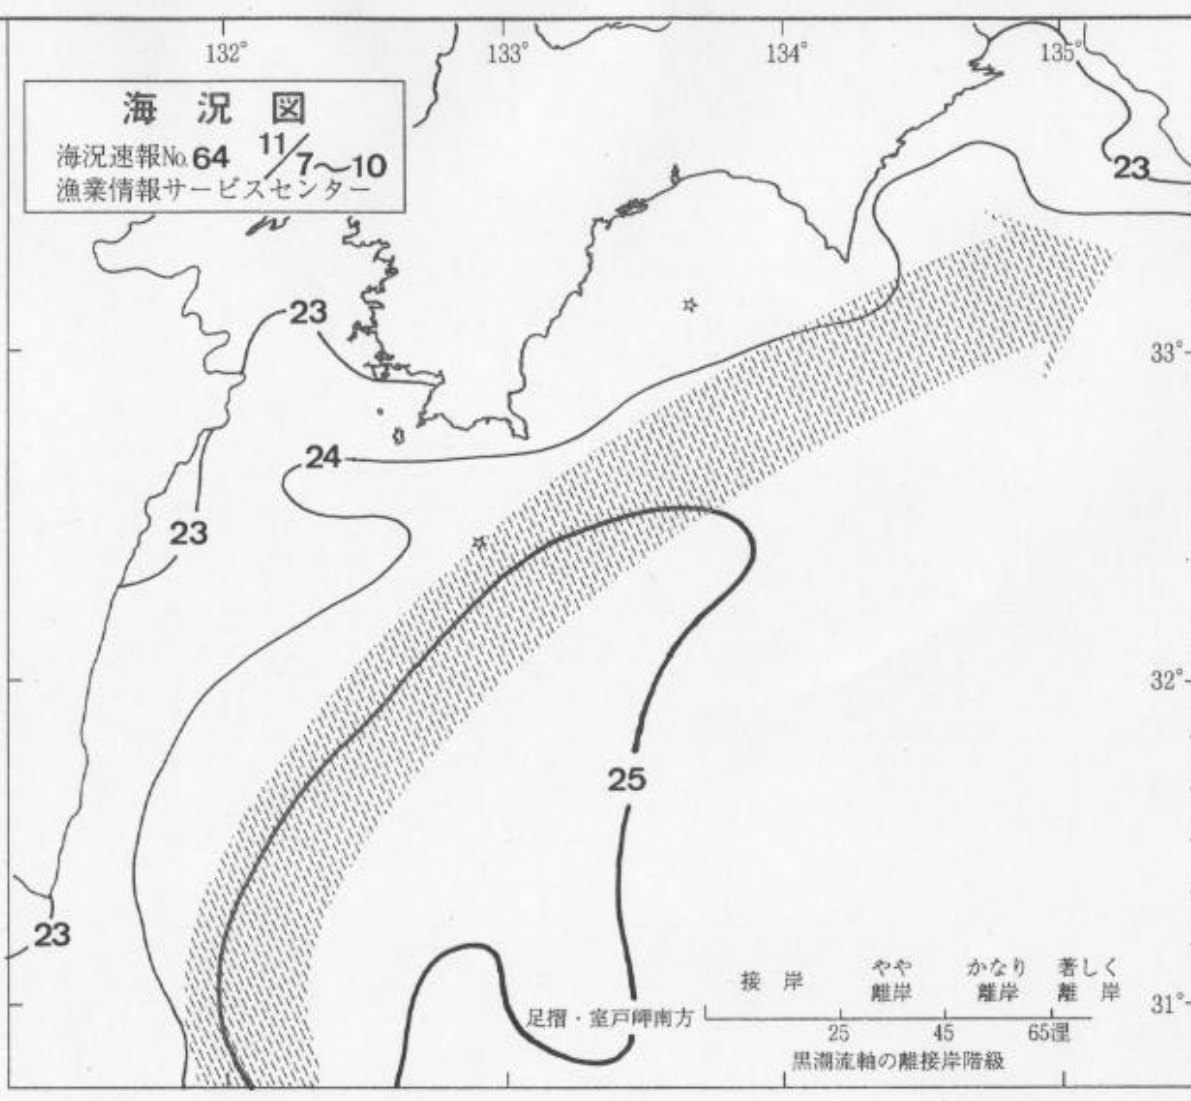 132°
133°
134°
135°
海況図
海況速報No.64 11/7〜10
漁業情報サービスセンター
23
23
33°
24
23
32°
25
23
接岸
やや離岸
かなり離岸
著しく離岸
31°
足摺・室戸岬南方
25
45
65浬
黒潮流軸の離接岸階級